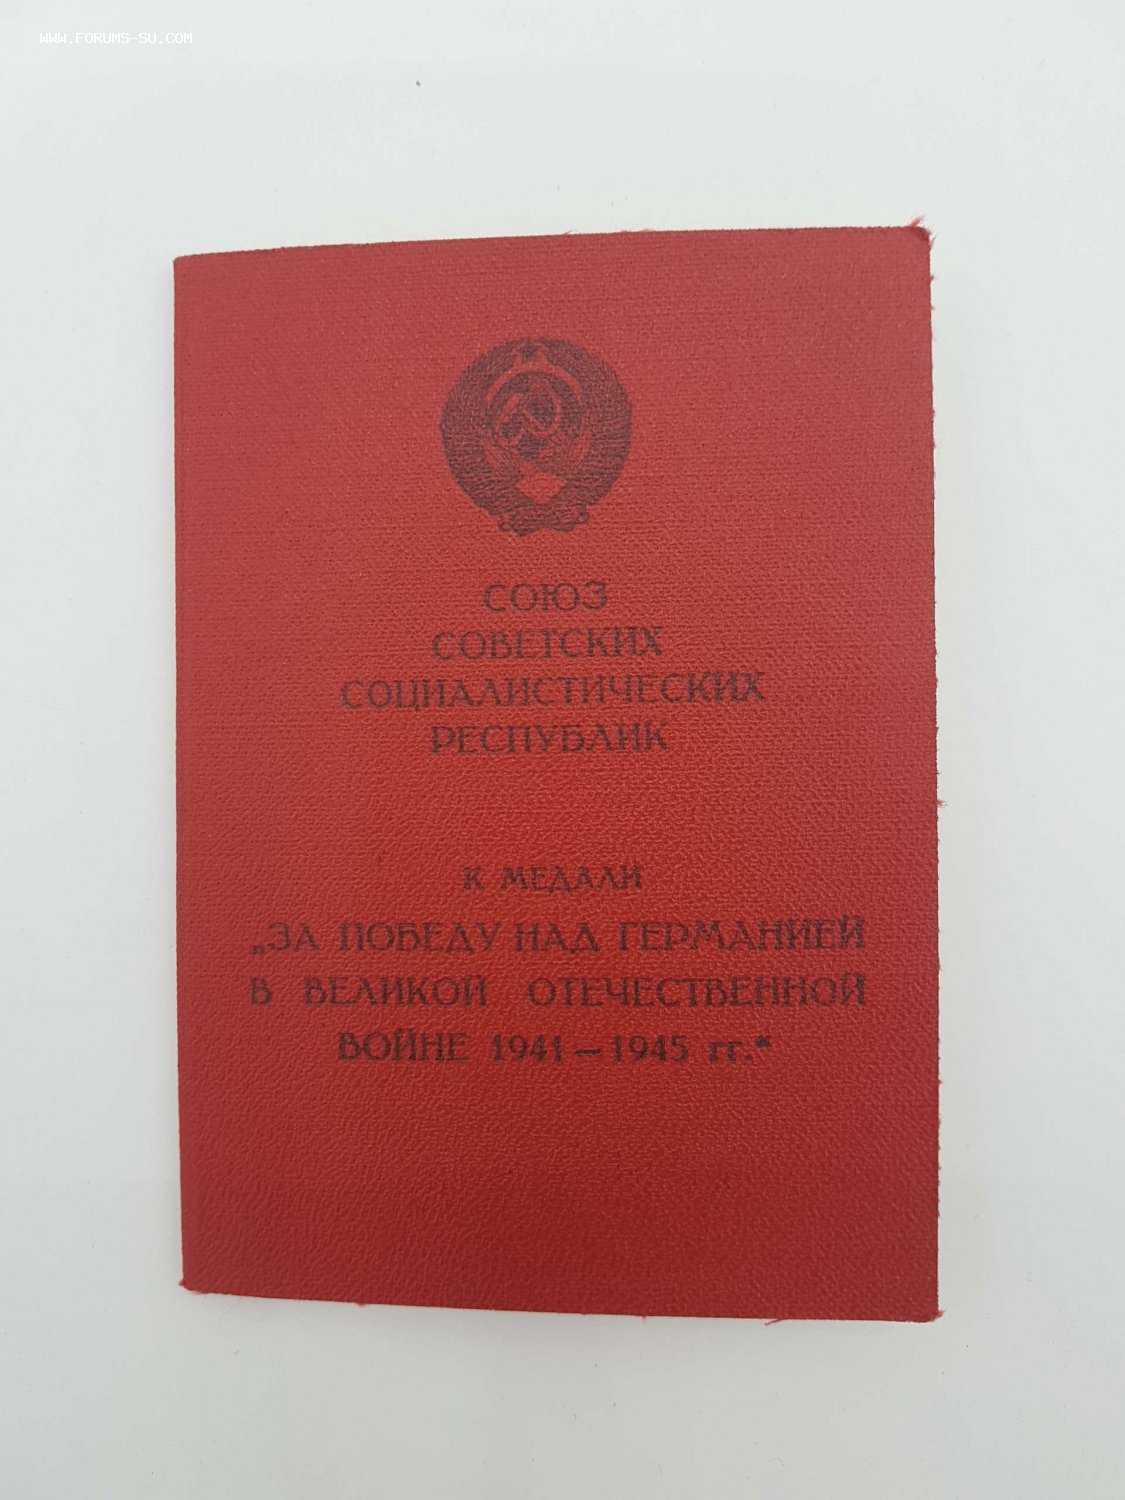 WWW.FORUMS-SU.COM
СОЮЗ
СОВЕТСКИХ
СОЦИАЛИСТИЧЕСКИХ
РЕСПУБЛИК
К МЕДАЛИ
„ЗА ПОБЕДУ НАД ГЕРМАНИЕЙ
В ВЕЛИКОЙ ОТЕЧЕСТВЕННОЙ
ВОЙНЕ 1941—1945 гг.“